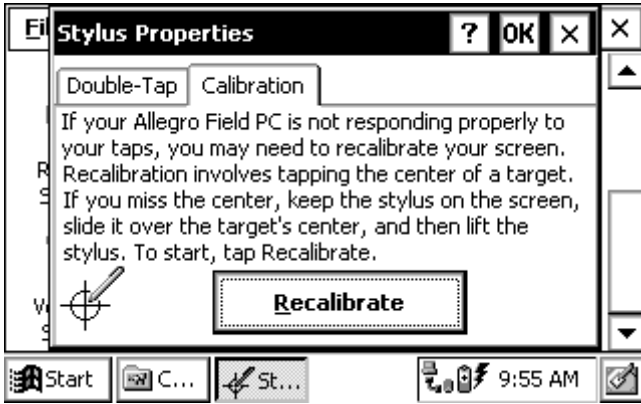 Fi
Stylus Properties ? OK ×
×
Double-Tap Calibration
If your Allegro Field PC is not responding properly to
your taps, you may need to recalibrate your screen.
Recalibration involves tapping the center of a target.
If you miss the center, keep the stylus on the screen,
slide it over the target's center, and then lift the
stylus. To start, tap Recalibrate.
R
S
V
S
Recalibrate
Start C... St... 9:55 AM